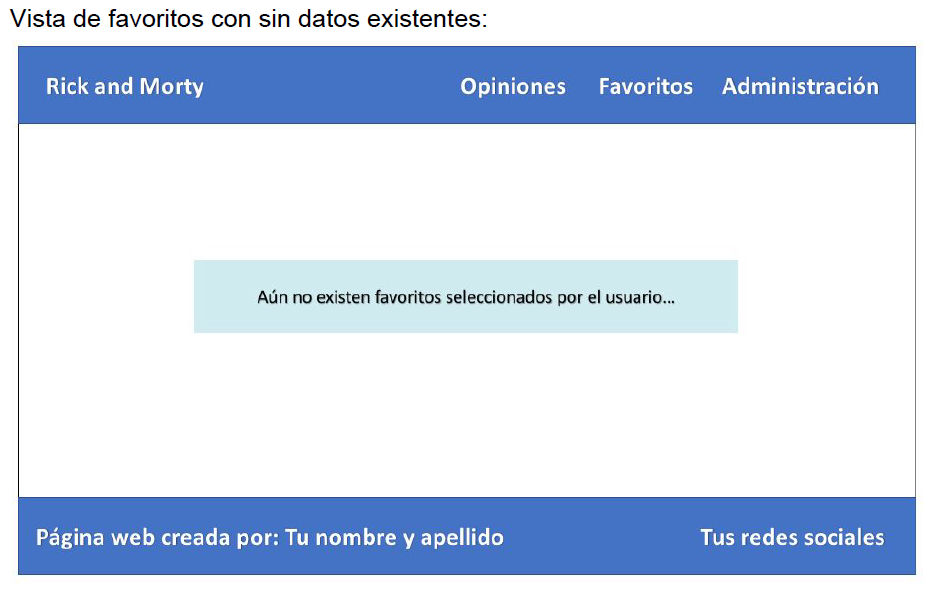 Vista de favoritos con sin datos existentes:
Rick and Morty Opiniones Favoritos Administración
Aún no existen favoritos seleccionados por el usuario...
Página web creada por: Tu nombre y apellido Tus redes sociales